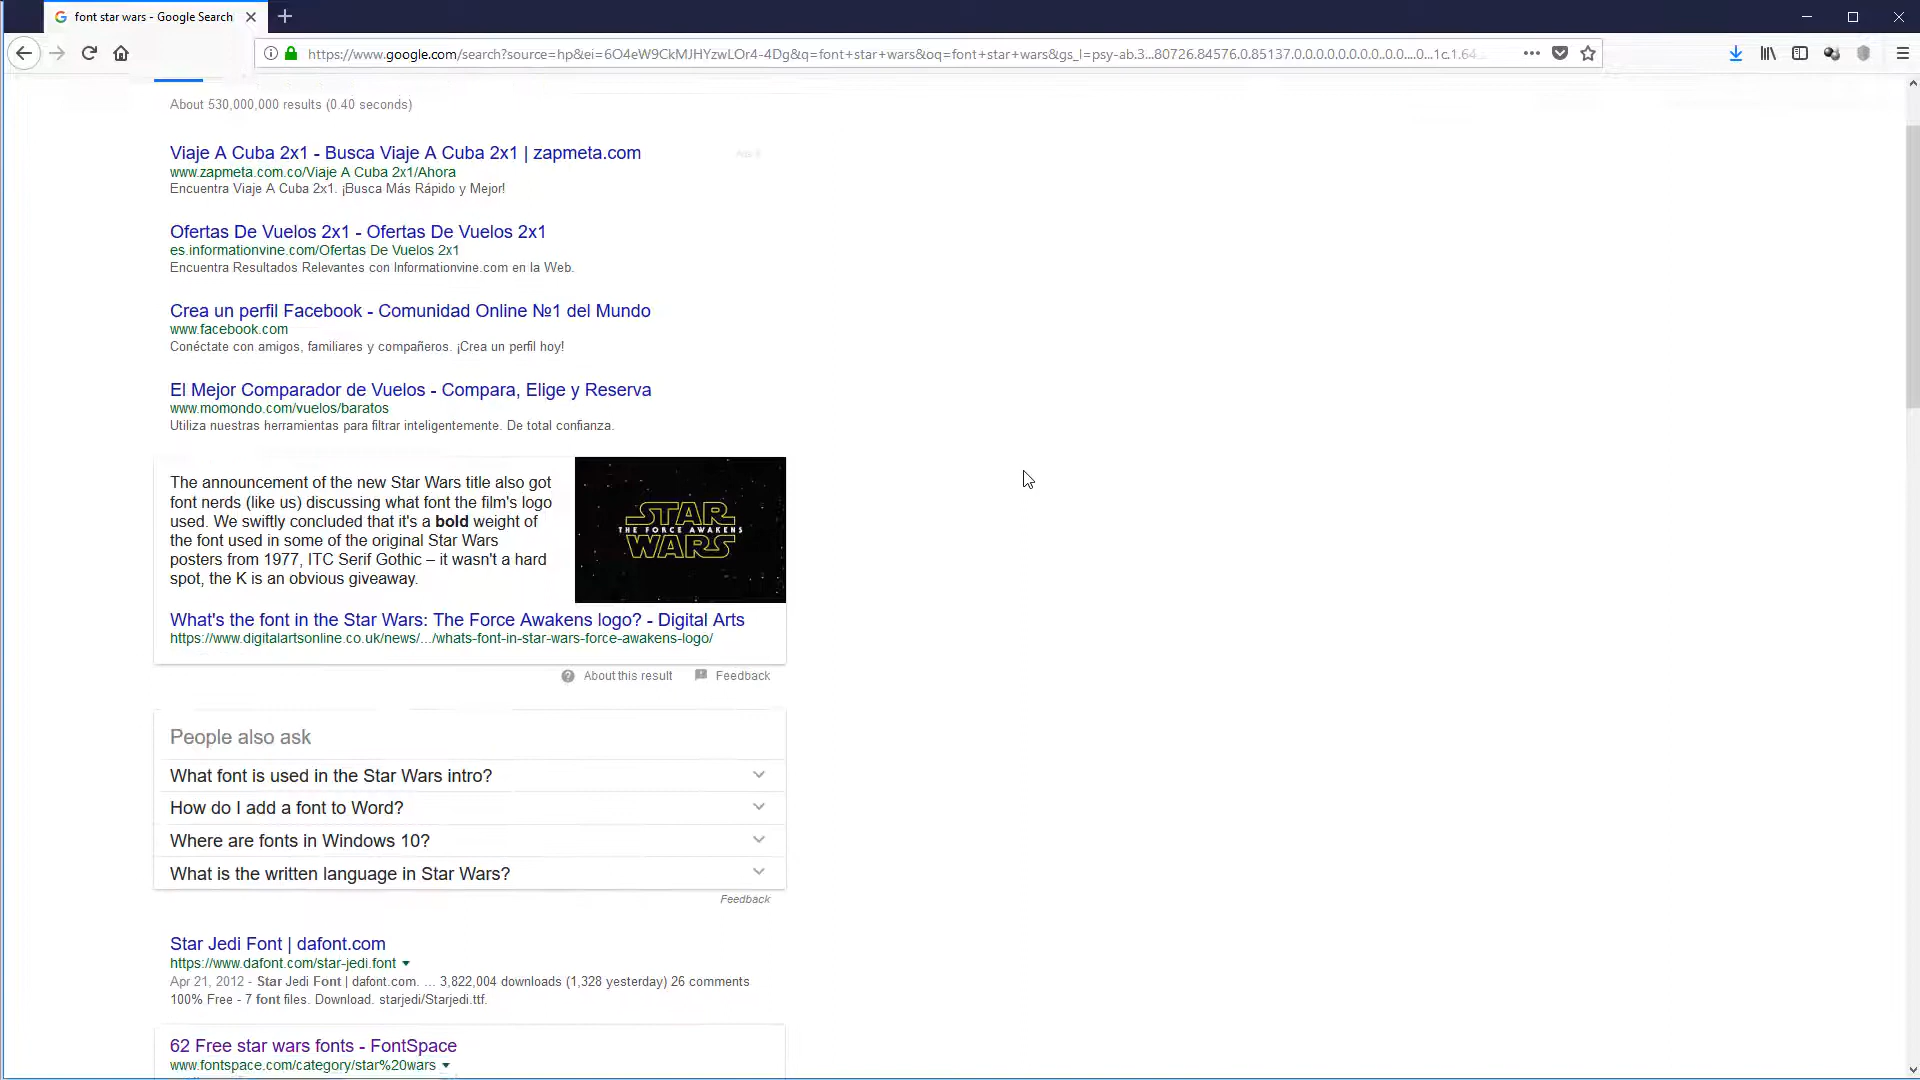 font star wars - Google Search
https://www.google.com/search?source=hp&ei=6O4eW9CkMJHYzwLOr4-4Dg&q=font+star+wars&oq=font+star+wars&gs_l=psy-ab.3...80726.84576.0.85137.0.0.0.0.0.0.0.0..0.0....0...1c.1.64...
About 530,000,000 results (0.40 seconds)
Viaje A Cuba 2x1 - Busca Viaje A Cuba 2x1 | zapmeta.com
www.zapmeta.com.co/Viaje A Cuba 2x1/Ahora
Encuentra Viaje A Cuba 2x1. ¡Busca Más Rápido y Mejor!
Ofertas De Vuelos 2x1 - Ofertas De Vuelos 2x1
es.informationvine.com/Ofertas De Vuelos 2x1
Encuentra Resultados Relevantes con Informationvine.com en la Web.
Crea un perfil Facebook - Comunidad Online №1 del Mundo
www.facebook.com
Conéctate con amigos, familiares y compañeros. ¡Crea un perfil hoy!
El Mejor Comparador de Vuelos - Compara, Elige y Reserva
www.momondo.com/vuelos/baratos
Utiliza nuestras herramientas para filtrar inteligentemente. De total confianza.
The announcement of the new Star Wars title also got
font nerds (like us) discussing what font the film's logo
used. We swiftly concluded that it's a bold weight of
the font used in some of the original Star Wars
posters from 1977, ITC Serif Gothic – it wasn't a hard
spot, the K is an obvious giveaway.
STAR
THE FORCE AWAKENS
WARS
What's the font in the Star Wars: The Force Awakens logo? - Digital Arts
https://www.digitalartsonline.co.uk/news/.../whats-font-in-star-wars-force-awakens-logo/
About this result
Feedback
People also ask
What font is used in the Star Wars intro?
How do I add a font to Word?
Where are fonts in Windows 10?
What is the written language in Star Wars?
Feedback
Star Jedi Font | dafont.com
https://www.dafont.com/star-jedi.font
Apr 21, 2012 - Star Jedi Font | dafont.com. ... 3,822,004 downloads (1,328 yesterday) 26 comments
100% Free - 7 font files. Download. starjedi/Starjedi.ttf.
62 Free star wars fonts - FontSpace
www.fontspace.com/category/star%20wars